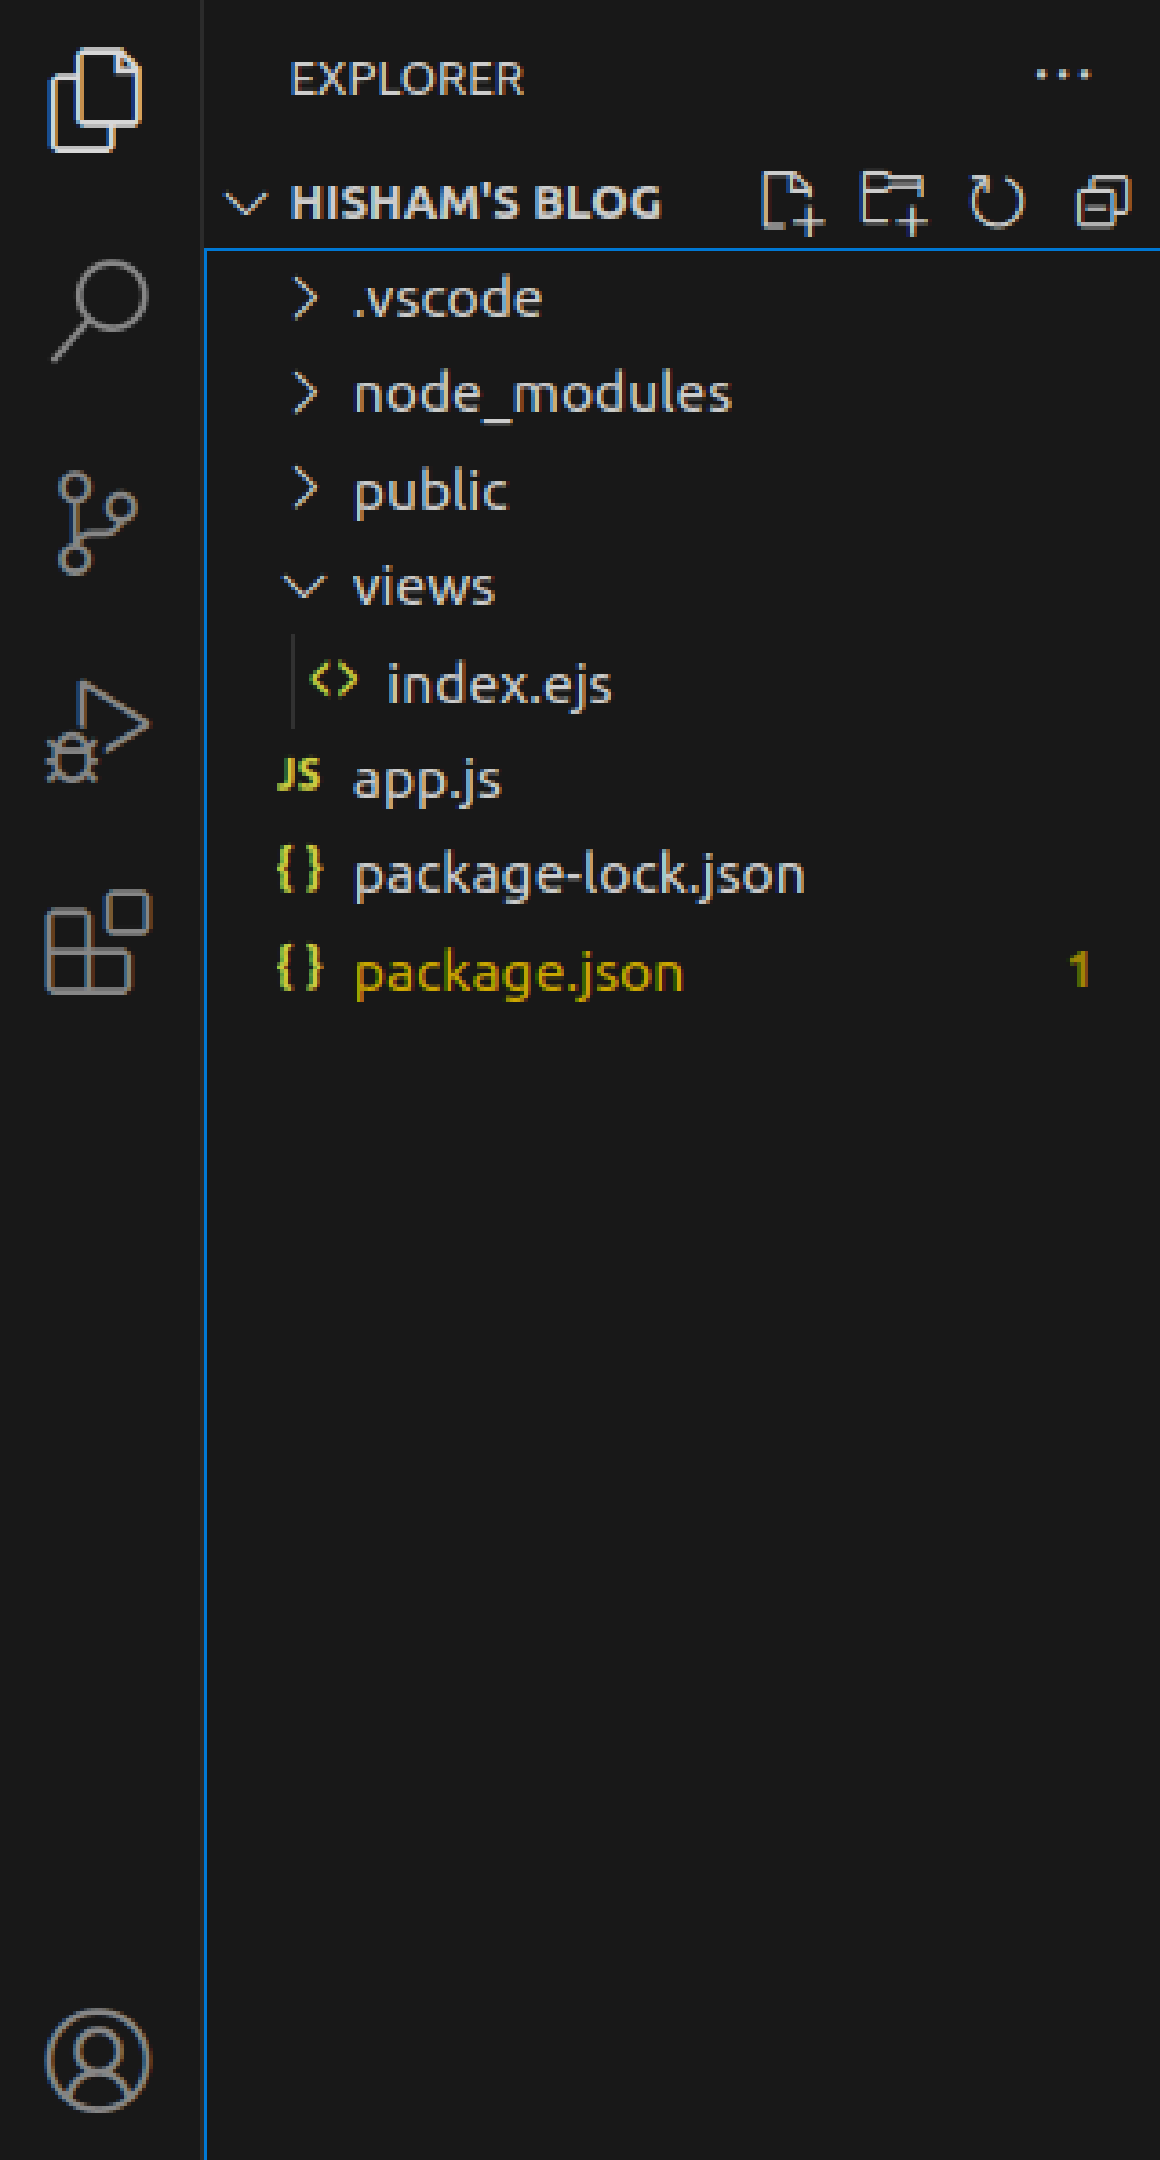 EXPLORER
HISHAM'S BLOG
.vscode
node_modules
public
views
<> index.ejs
JS app.js
{} package-lock.json
{} package.json 1